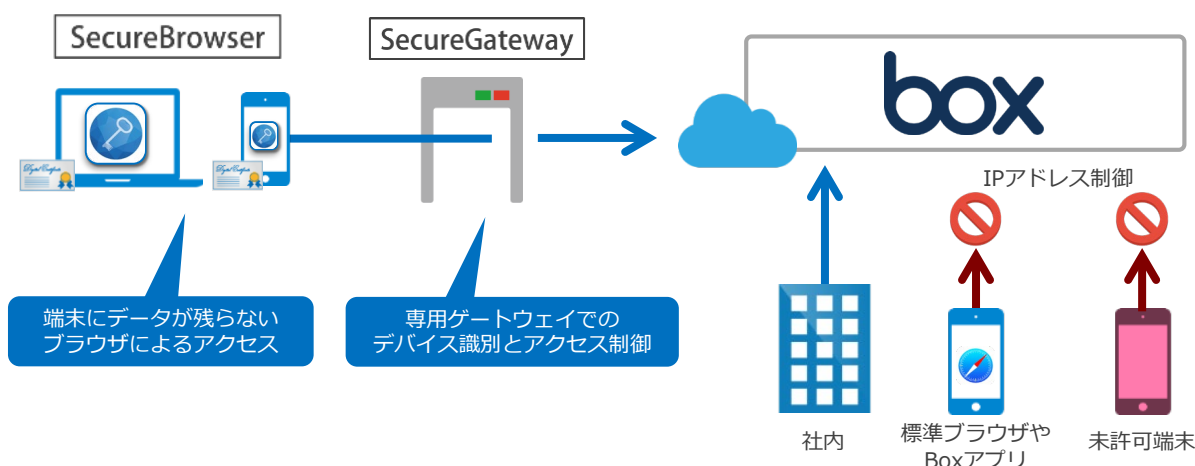 SecureBrowser
SecureGateway
box
Digital Certificate
Digital Certificate
IPアドレス制御
端末にデータが残らない
ブラウザによるアクセス
専用ゲートウェイでの
デバイス識別とアクセス制御
社内
標準ブラウザや
Boxアプリ
未許可端末